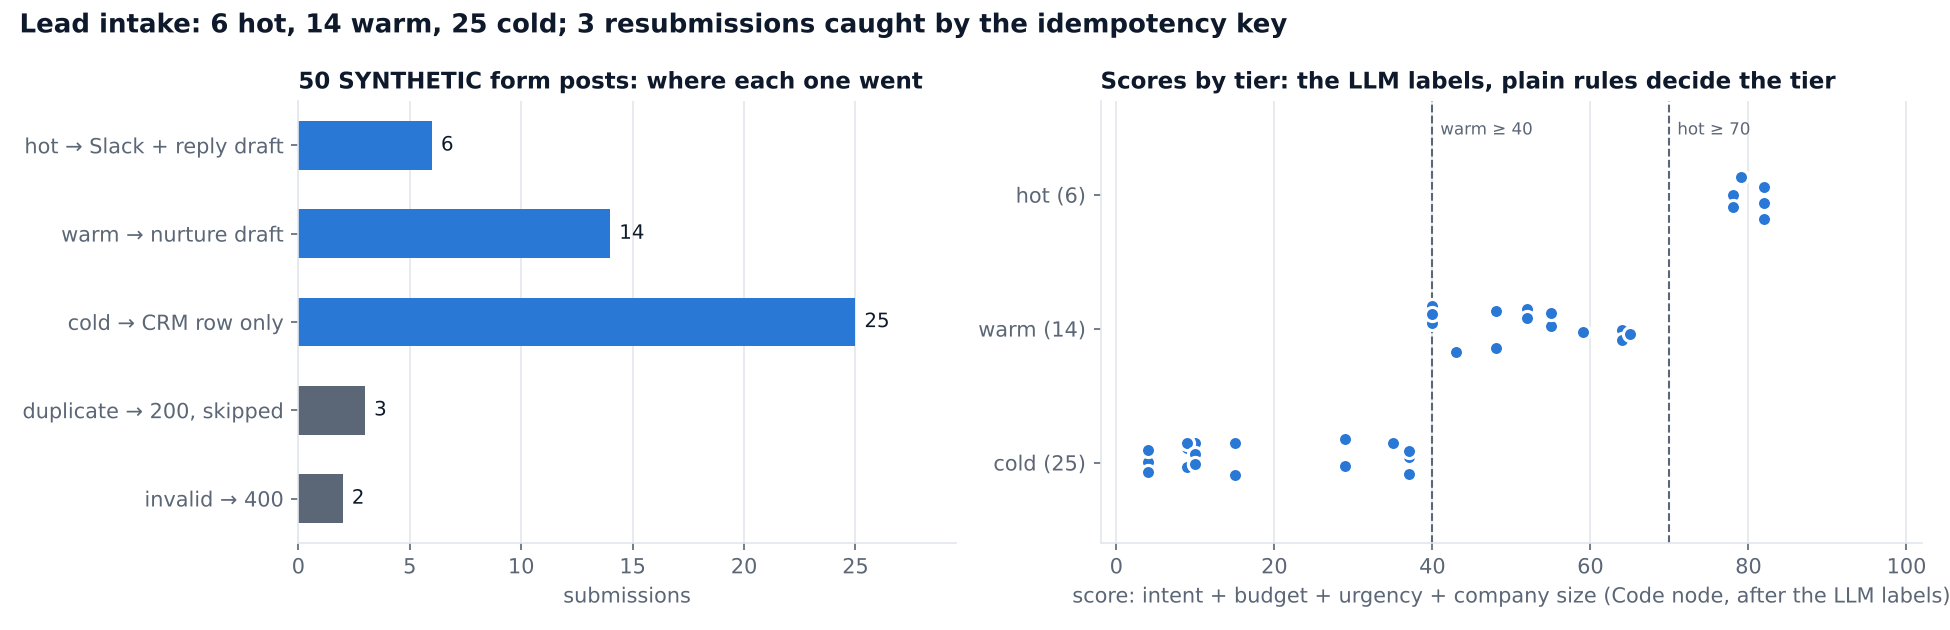 Lead intake: 6 hot, 14 warm, 25 cold; 3 resubmissions caught by the idempotency key
50 SYNTHETIC form posts: where each one went
hot → Slack + reply draft
6
warm → nurture draft
14
cold → CRM row only
25
duplicate → 200, skipped
3
invalid → 400
2
0 5 10 15 20 25
submissions
Scores by tier: the LLM labels, plain rules decide the tier
warm ≥ 40
hot ≥ 70
hot (6)
warm (14)
cold (25)
0 20 40 60 80 100
score: intent + budget + urgency + company size (Code node, after the LLM labels)